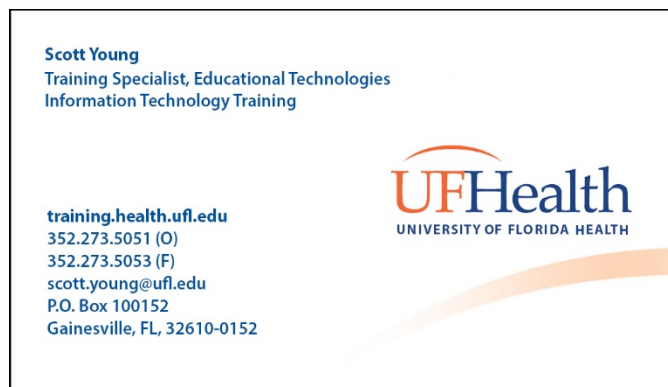 Scott Young
Training Specialist, Educational Technologies
Information Technology Training
UFHealth
UNIVERSITY OF FLORIDA HEALTH
training.health.ufl.edu
352.273.5051 (O)
352.273.5053 (F)
scott.young@ufl.edu
P.O. Box 100152
Gainesville, FL, 32610-0152